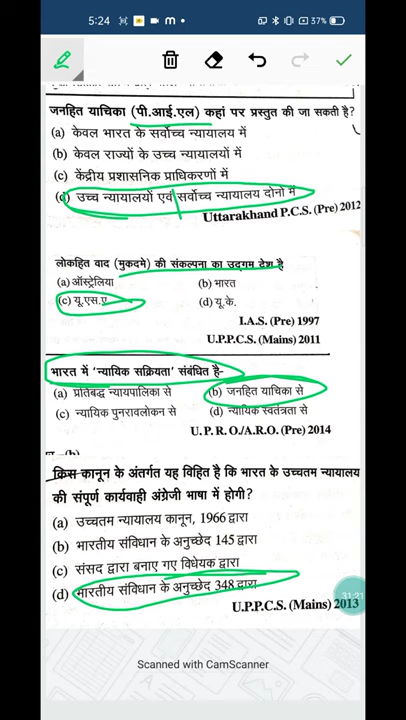 5:24
37%
जनहित याचिका (पी.आई.एल) कहां पर प्रस्तुत की जा सकती है?
(a) केवल भारत के सर्वोच्च न्यायालय में
(b) केवल राज्यों के उच्च न्यायालयों में
(c) केंद्रीय प्रशासनिक प्राधिकरणों में
(d) उच्च न्यायालयों एवं सर्वोच्च न्यायालय दोनों में
Uttarakhand P.C.S. (Pre) 2012
लोकहित वाद (मुकदमे) की संकल्पना का उद्गम देश है
(a) ऑस्ट्रेलिया (b) भारत
(c) यू.एस.ए. (d) यू.के.
I.A.S. (Pre) 1997
U.P.P.C.S. (Mains) 2011
भारत में 'न्यायिक सक्रियता' संबंधित है-
(a) प्रतिबद्ध न्यायपालिका से (b) जनहित याचिका से
(c) न्यायिक पुनरावलोकन से (d) न्यायिक स्वतंत्रता से
U. P. R.O/A.R.O. (Pre) 2014
किस कानून के अंतर्गत यह विहित है कि भारत के उच्चतम न्यायालय
की संपूर्ण कार्यवाही अंग्रेजी भाषा में होगी?
(a) उच्चतम न्यायालय कानून, 1966 द्वारा
(b) भारतीय संविधान के अनुच्छेद 145 द्वारा
(c) संसद द्वारा बनाए गए विधेयक द्वारा
(d) भारतीय संविधान के अनुच्छेद 348 द्वारा
31:21
U.P.P.C.S. (Mains) 2013
Scanned with CamScanner